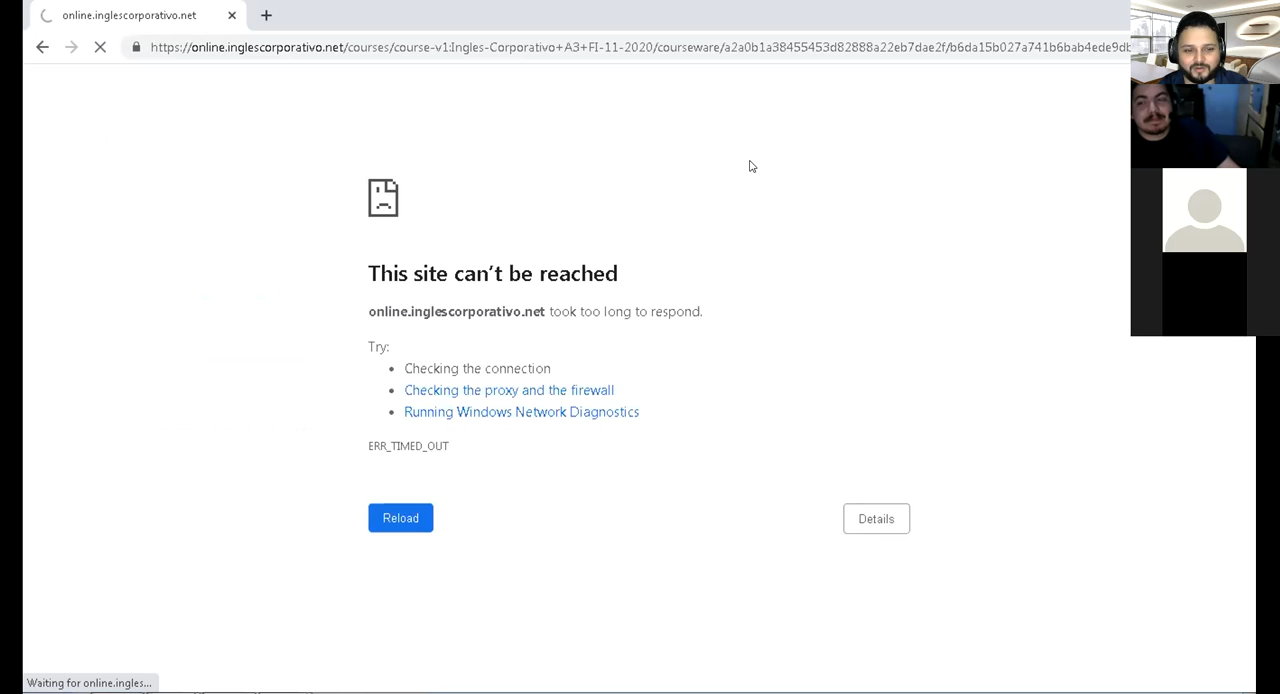 online.inglescorporativo.net
https://online.inglescorporativo.net/courses/course-v1:Ingles-Corporativo+A3+FI-11-2020/courseware/a2a0b1a38455453d82888a22eb7dae2f/b6da15b027a741b6bab4ede9db
This site can't be reached
online.inglescorporativo.net took too long to respond.
Try:
• Checking the connection
• Checking the proxy and the firewall
• Running Windows Network Diagnostics
ERR_TIMED_OUT
Reload
Details
Waiting for online.ingles...